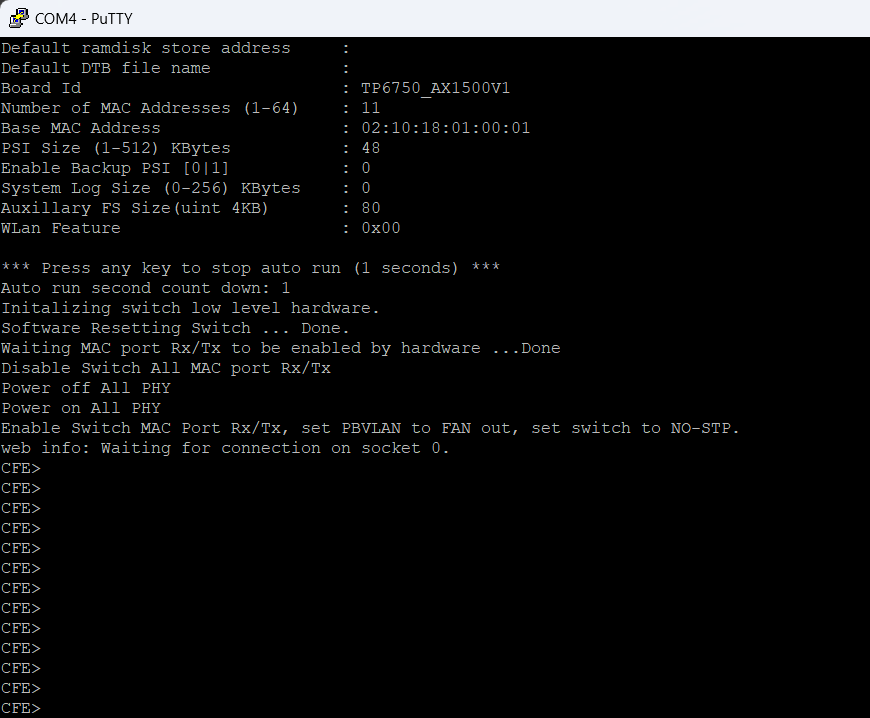 COM4 - PuTTY
Default ramdisk store address     :
Default DTB file name             :
Board Id                          : TP6750_AX1500V1
Number of MAC Addresses (1-64)    : 11
Base MAC Address                  : 02:10:18:01:00:01
PSI Size (1-512) KBytes           : 48
Enable Backup PSI [0|1]           : 0
System Log Size (0-256) KBytes    : 0
Auxillary FS Size(uint 4KB)       : 80
WLan Feature                      : 0x00
*** Press any key to stop auto run (1 seconds) ***
Auto run second count down: 1
Initalizing switch low level hardware.
Software Resetting Switch ... Done.
Waiting MAC port Rx/Tx to be enabled by hardware ...Done
Disable Switch All MAC port Rx/Tx
Power off All PHY
Power on All PHY
Enable Switch MAC Port Rx/Tx, set PBVLAN to FAN out, set switch to NO-STP.
web info: Waiting for connection on socket 0.
CFE>
CFE>
CFE>
CFE>
CFE>
CFE>
CFE>
CFE>
CFE>
CFE>
CFE>
CFE>
CFE>